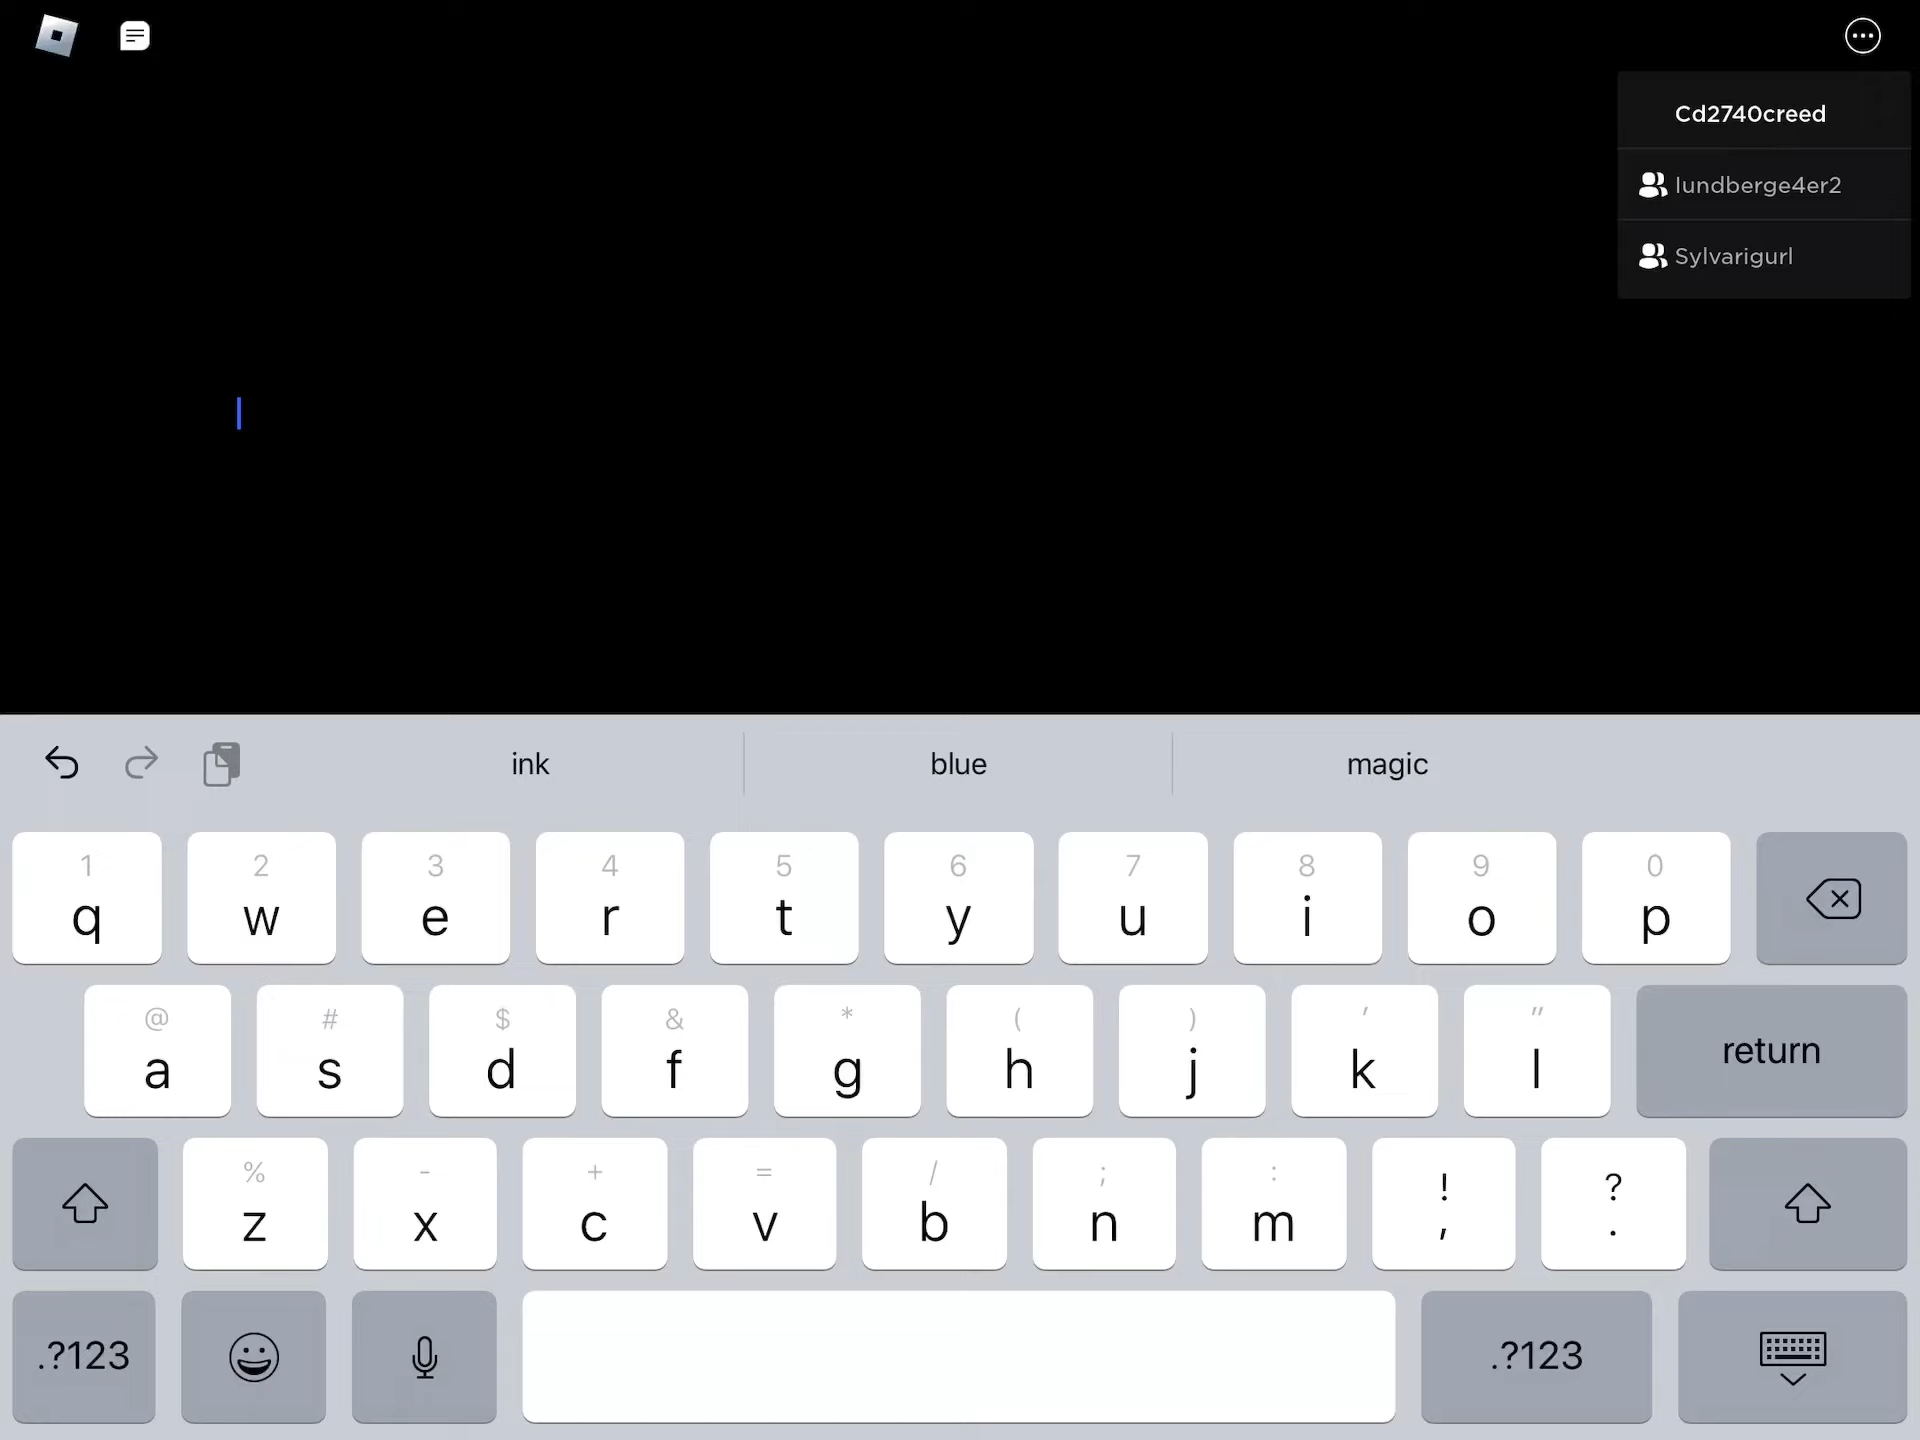 Cd2740creed
lundberge4er2
Sylvarigurl
ink blue magic
1 2 3 4 5 6 7 8 9 0
q w e r t y u i o p
@ # $ & * ( ) ' "
a s d f g h j k l return
% - + = / ; : ! ?
z x c v b n m , .
.?123 .?123